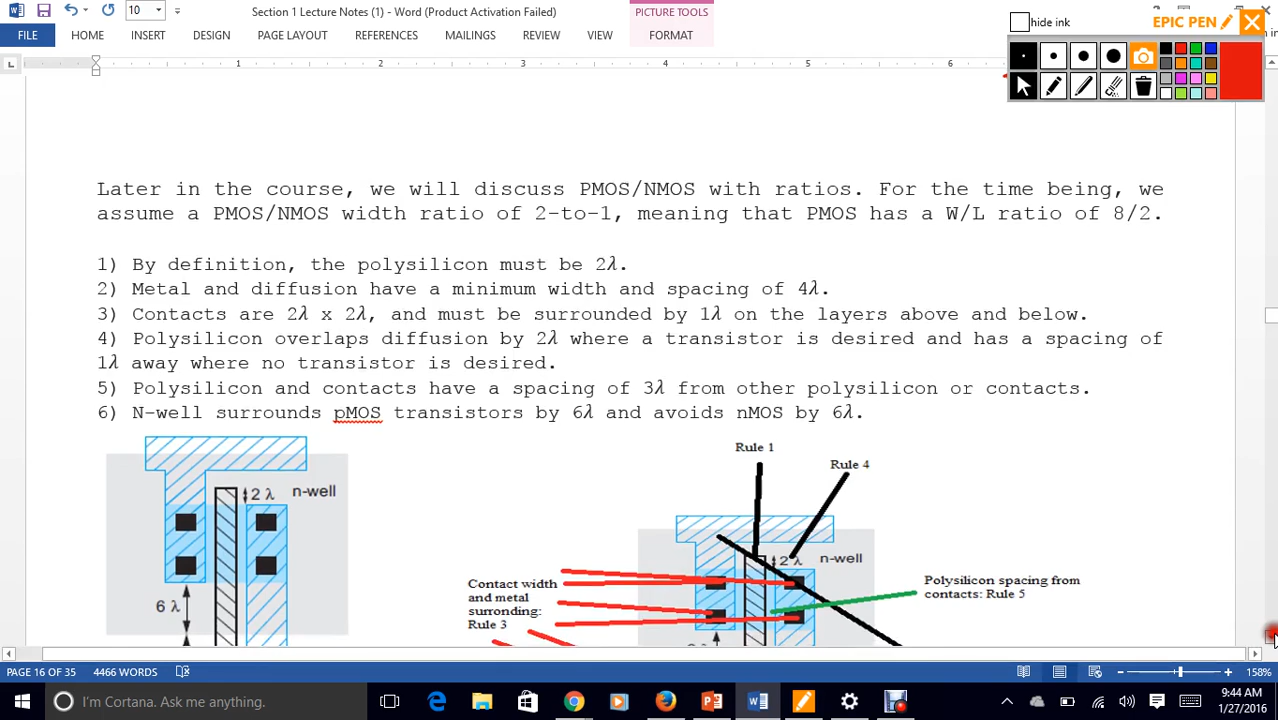 10
Section 1 Lecture Notes (1) - Word (Product Activation Failed)
PICTURE TOOLS
?
hide ink
EPIC PEN
FILE
HOME
INSERT
DESIGN
PAGE LAYOUT
REFERENCES
MAILINGS
REVIEW
VIEW
FORMAT
1 2 3 4 5 6
Later in the course, we will discuss PMOS/NMOS with ratios. For the time being, we
assume a PMOS/NMOS width ratio of 2-to-1, meaning that PMOS has a W/L ratio of 8/2.
1) By definition, the polysilicon must be 2λ.
2) Metal and diffusion have a minimum width and spacing of 4λ.
3) Contacts are 2λ x 2λ, and must be surrounded by 1λ on the layers above and below.
4) Polysilicon overlaps diffusion by 2λ where a transistor is desired and has a spacing of
1λ away where no transistor is desired.
5) Polysilicon and contacts have a spacing of 3λ from other polysilicon or contacts.
6) N-well surrounds pMOS transistors by 6λ and avoids nMOS by 6λ.
2 λ
n-well
6 λ
Rule 1
Rule 4
2 λ
n-well
Contact width
and metal
surronding:
Rule 3
Polysilicon spacing from
contacts: Rule 5
PAGE 16 OF 35
4466 WORDS
158%
I'm Cortana. Ask me anything.
9:44 AM
1/27/2016